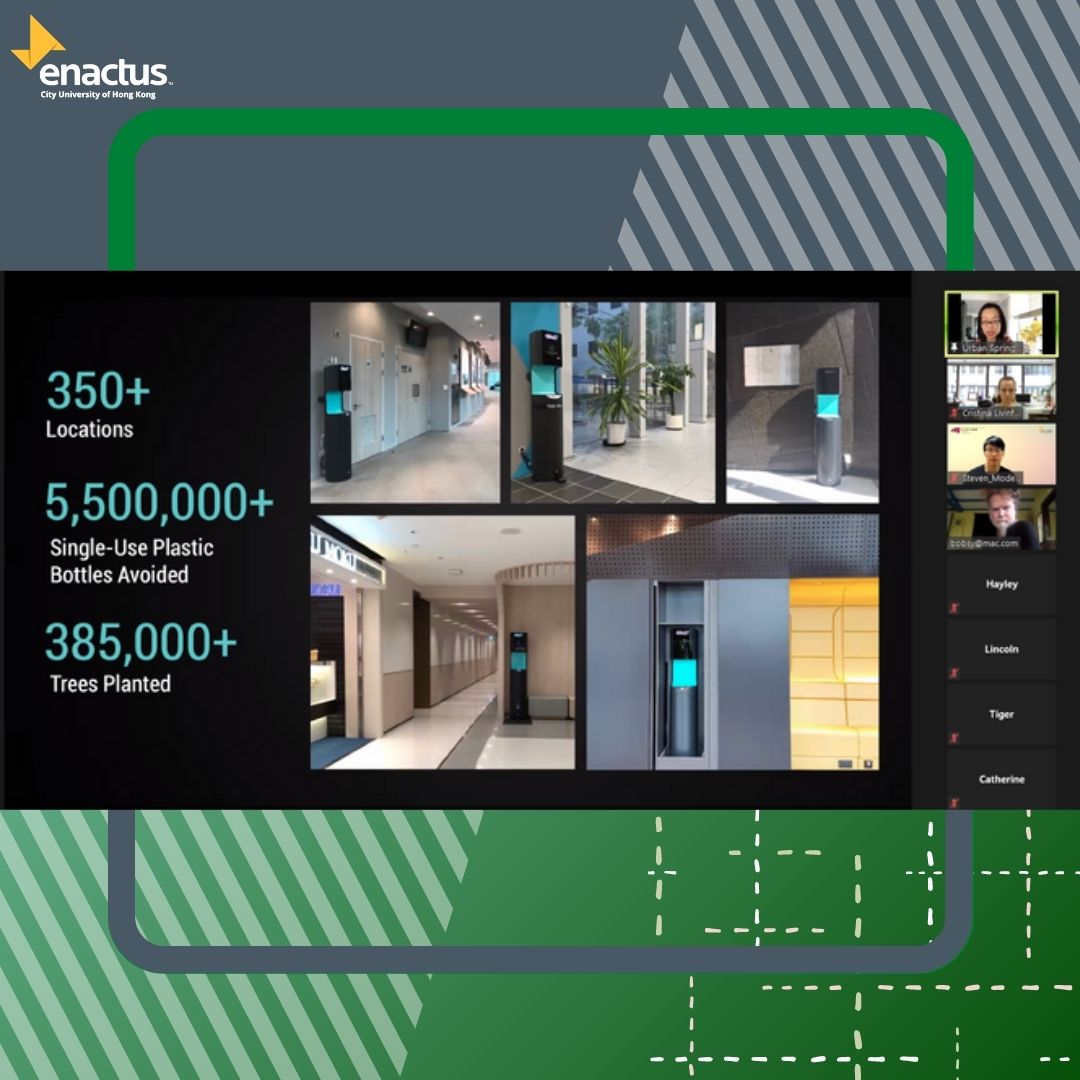 enactus
City University of Hong Kong
350+
Locations
5,500,000+
Single-Use Plastic
Bottles Avoided
385,000+
Trees Planted
Urban Spring
Cristina Livinf...
Steven_Mode...
bobsy@mac.com
Hayley
Lincoln
Tiger
Catherine